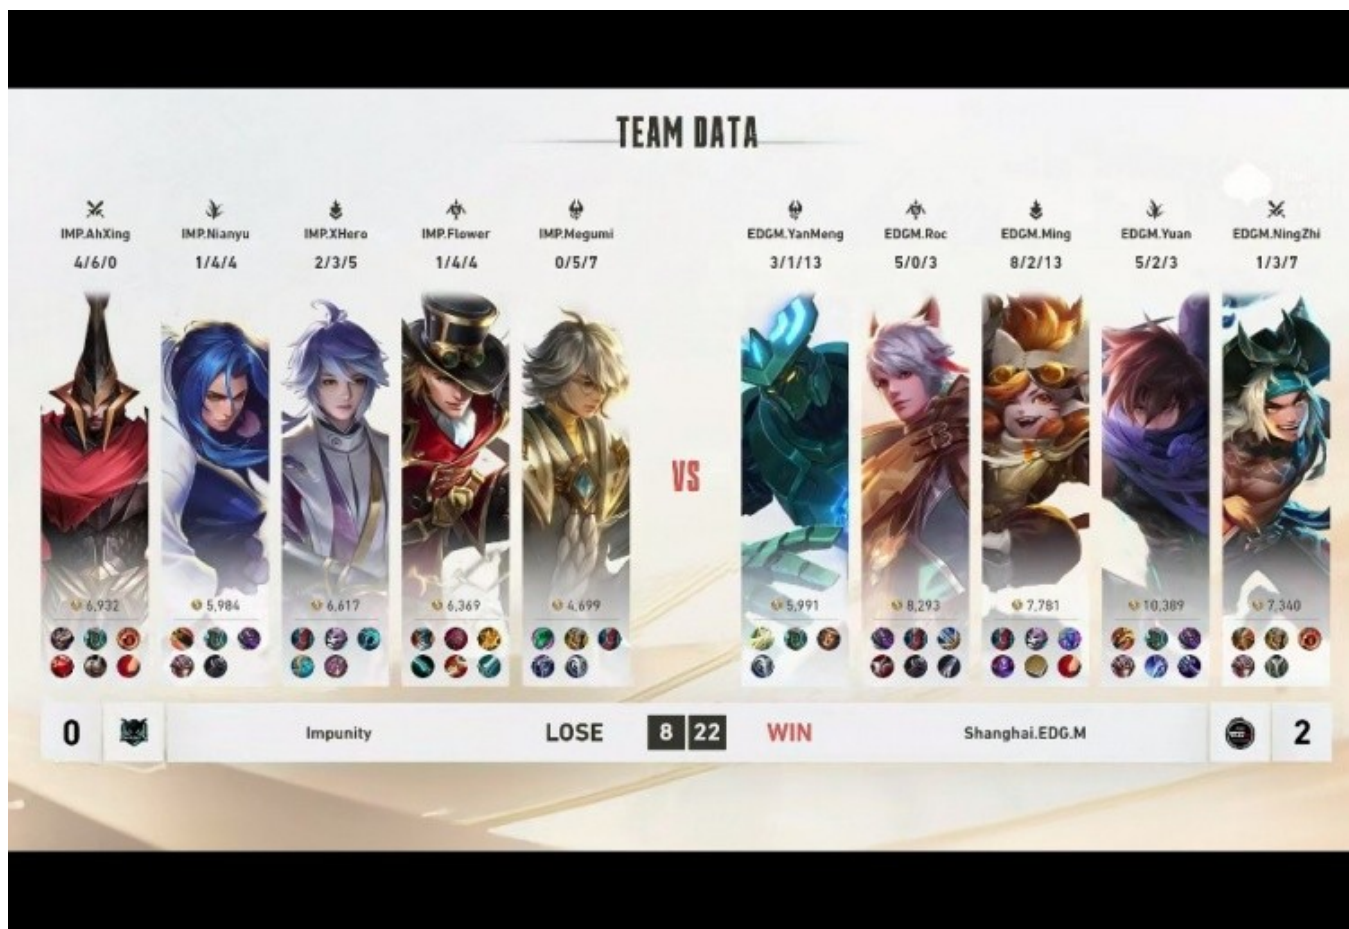 TEAM DATA
IMP.AhXing IMP.Nianyu IMP.XHero IMP.Flower IMP.Megumi EDGM.YanMeng EDGM.Roc EDGM.Ming EDGM.Yuan EDGM.NingZhi
4/6/0 1/4/4 2/3/5 1/4/4 0/5/7 3/1/13 5/0/3 8/2/13 5/2/3 1/3/7
VS
6,932 5,984 6,617 6,369 4,699 5,991 8,293 7,781 10,389 7,340
0 Impunity LOSE 8 22 WIN Shanghai.EDG.M 2